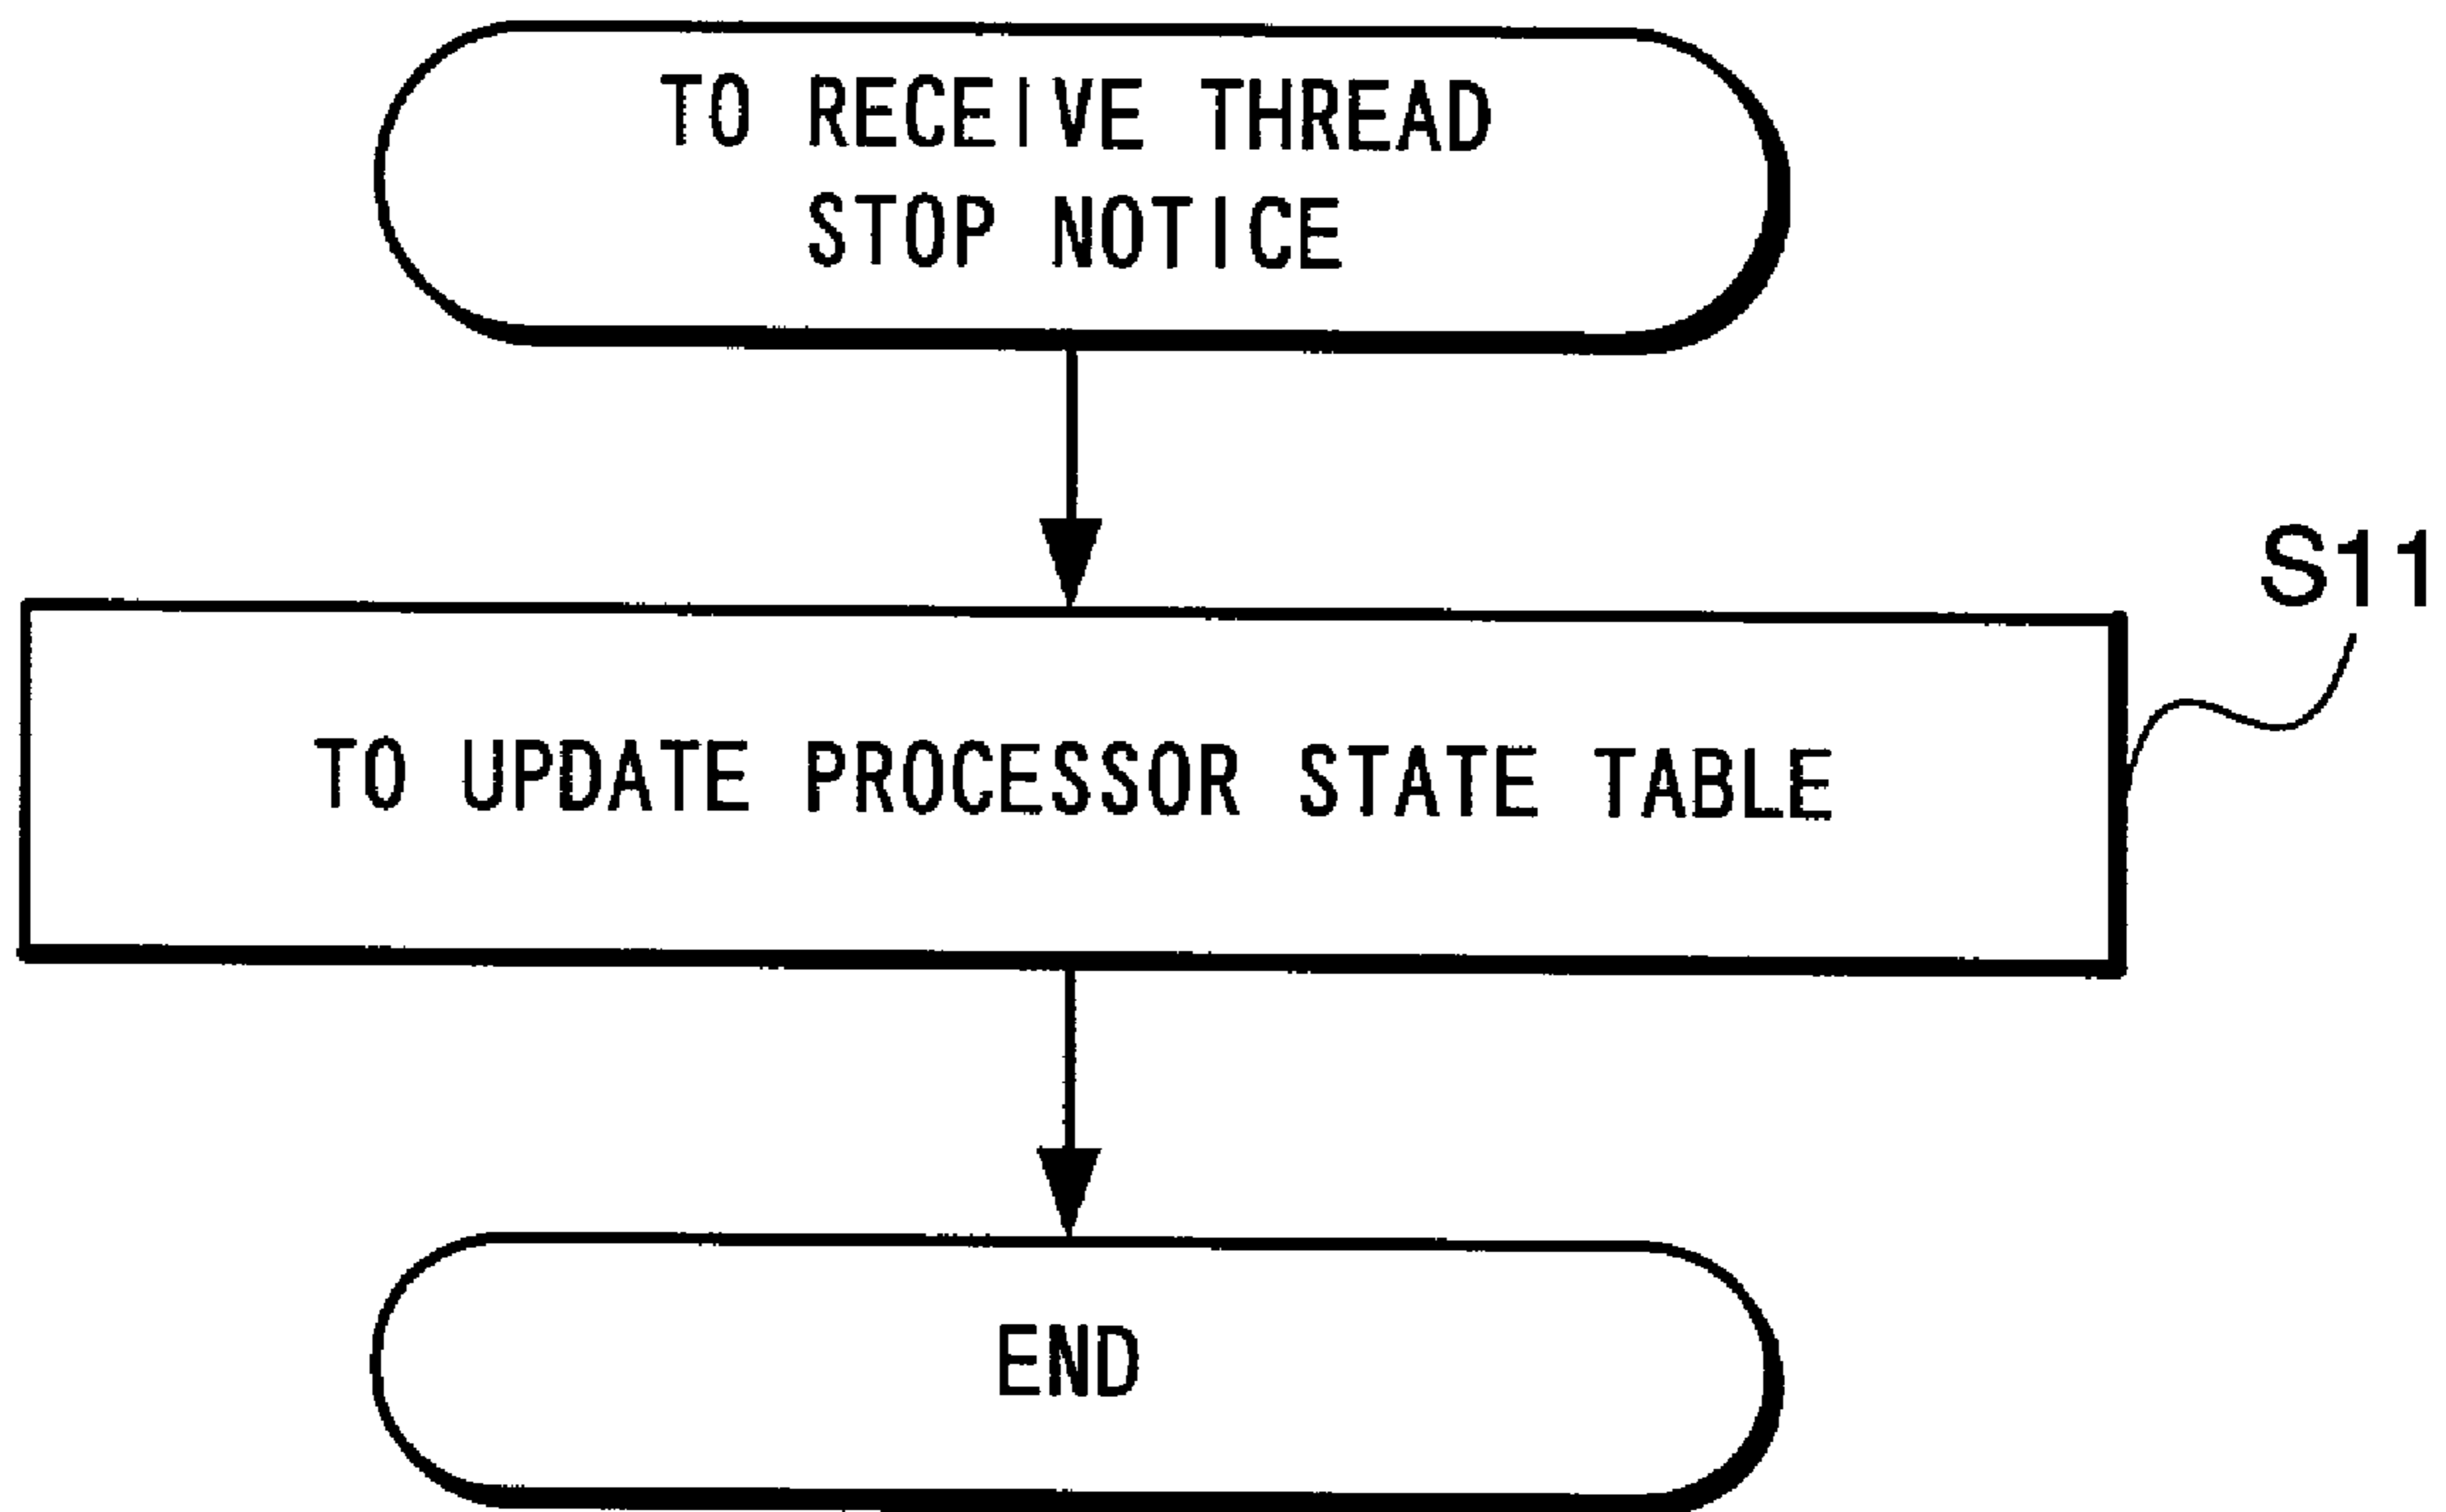 TO RECEIVE THREAD
STOP NOTICE
S11
TO UPDATE PROCESSOR STATE TABLE
END